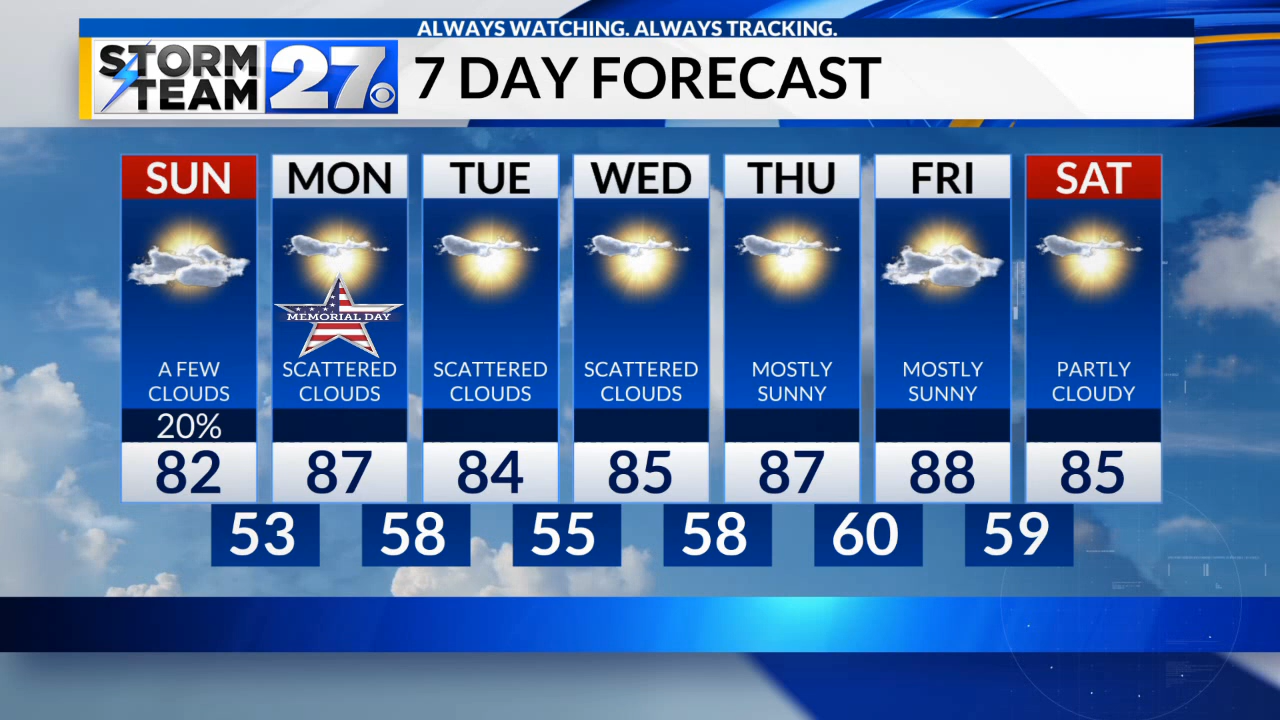 ALWAYS WATCHING. ALWAYS TRACKING.
STORM
TEAM
27
7 DAY FORECAST
SUN MON TUE WED THU FRI SAT
MEMORIAL DAY
A FEW SCATTERED SCATTERED SCATTERED MOSTLY MOSTLY PARTLY
CLOUDS CLOUDS CLOUDS CLOUDS SUNNY SUNNY CLOUDY
20%
82 87 84 85 87 88 85
53 58 55 58 60 59